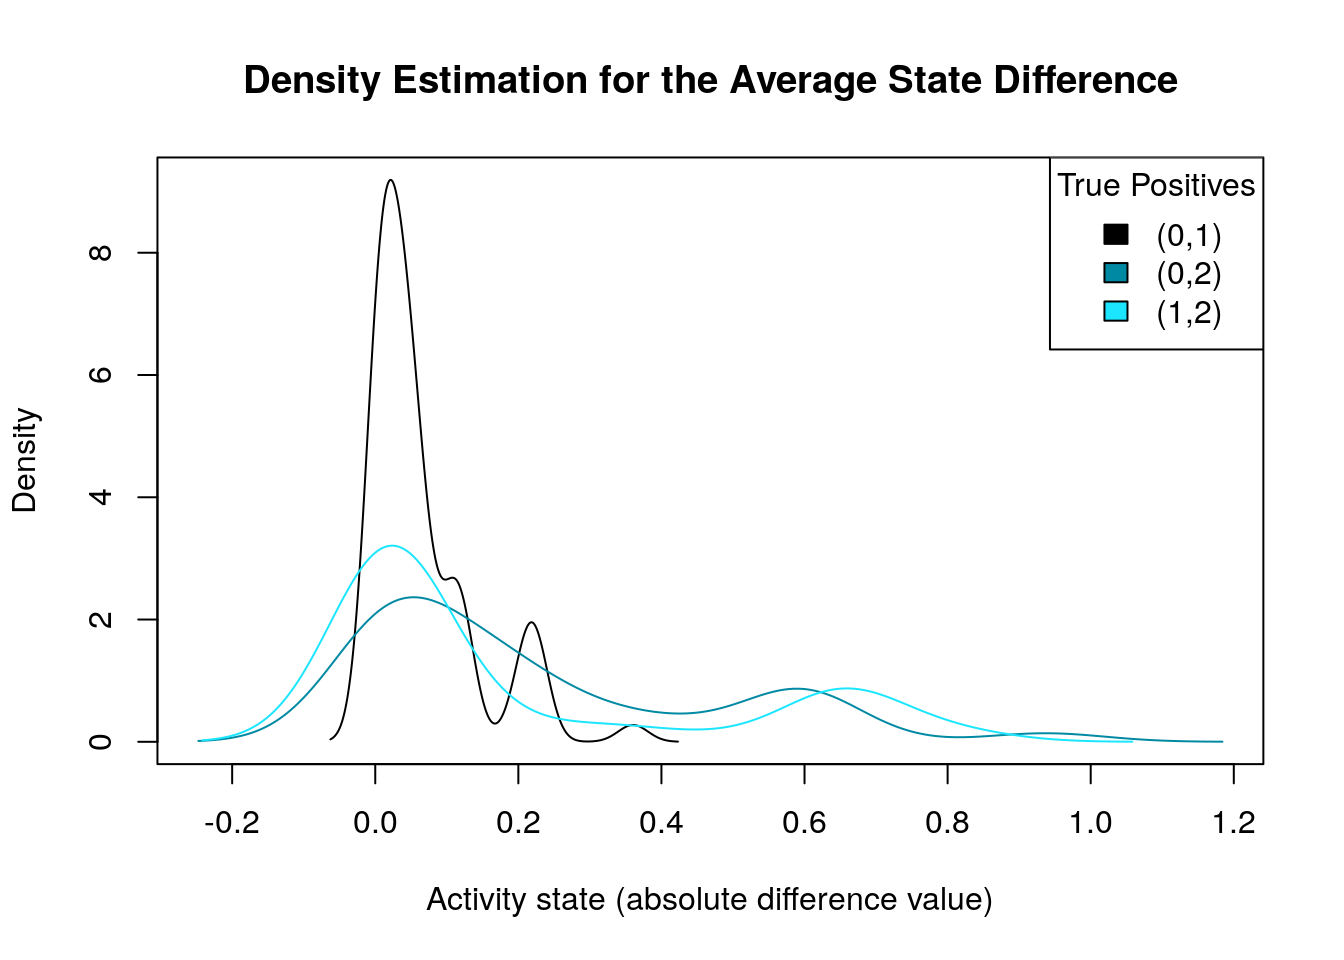 Density Estimation for the Average State Difference
True Positives
(0,1)
(0,2)
(1,2)
Density
8
6
4
2
0
-0.2 0.0 0.2 0.4 0.6 0.8 1.0 1.2
Activity state (absolute difference value)